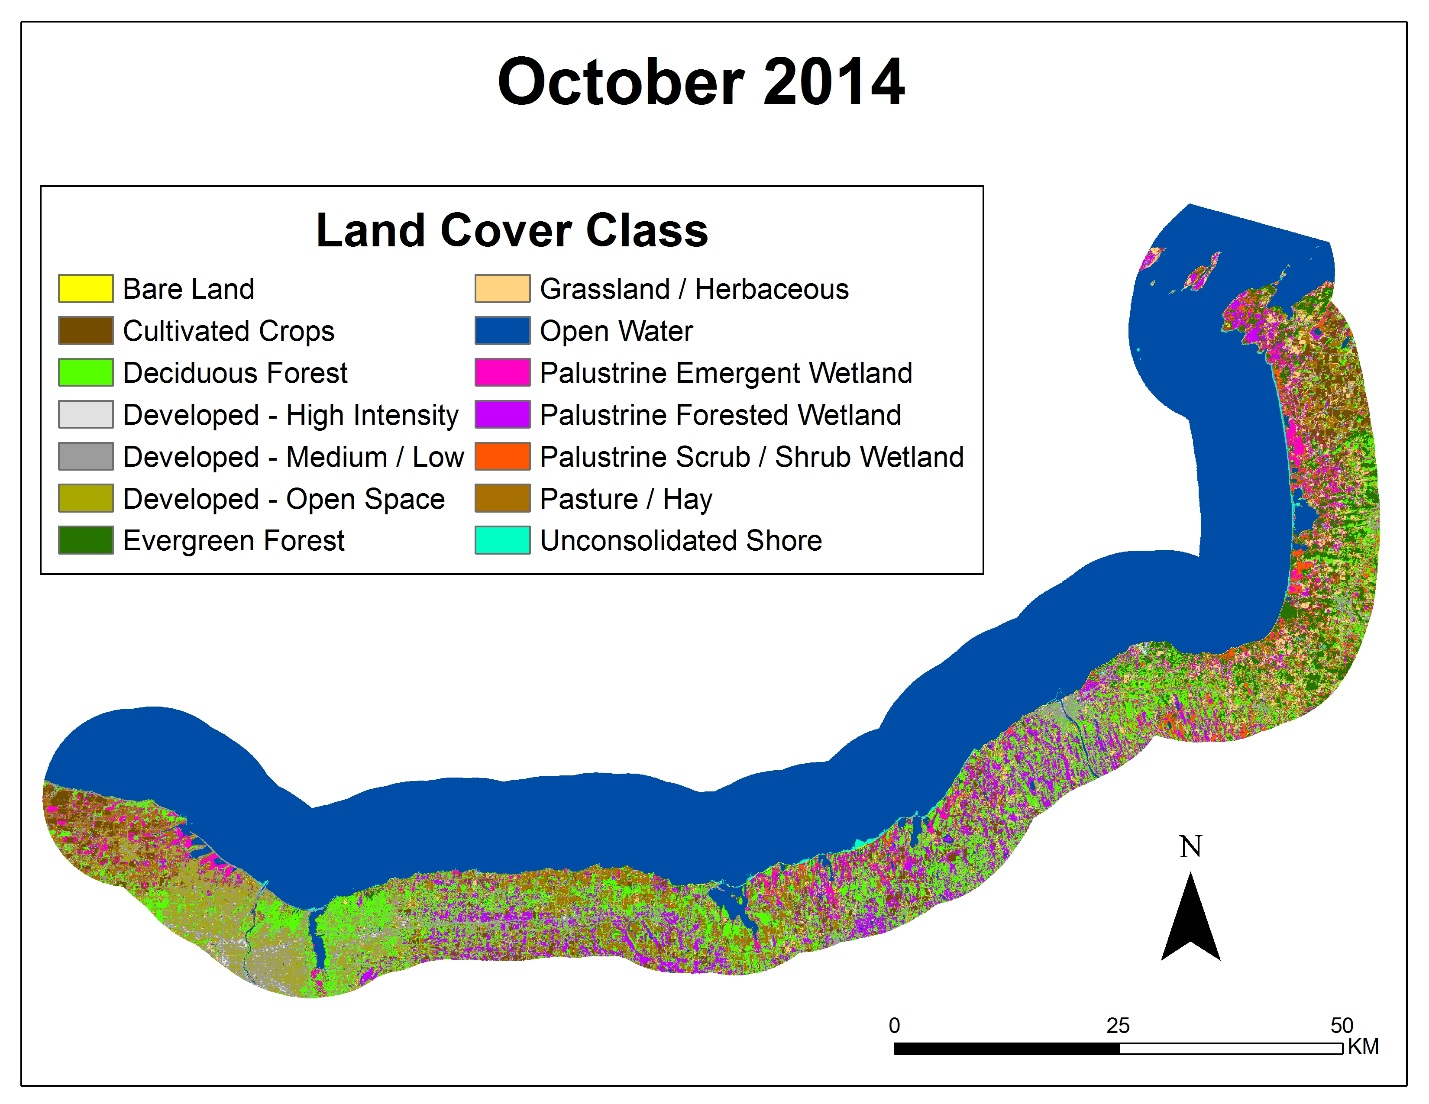 October 2014
Land Cover Class
Bare Land
Cultivated Crops
Deciduous Forest
Developed - High Intensity
Developed - Medium / Low
Developed - Open Space
Evergreen Forest
Grassland / Herbaceous
Open Water
Palustrine Emergent Wetland
Palustrine Forested Wetland
Palustrine Scrub / Shrub Wetland
Pasture / Hay
Unconsolidated Shore
N
0 25 50
KM